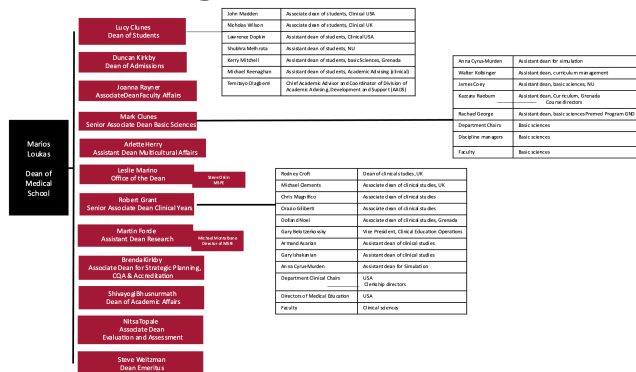 Marios
Loukas
Dean of
Medical
School
Lucy Clunes
Dean of Students
Duncan Kirkby
Dean of Admissions
Joanna Rayner
AssociateDeanFaculty Affairs
Mark Clunes
Senior Associate Dean Basic Sciences
Arlette Herry
Assistant Dean Multicultural Affairs
Leslie Marino
Office of the Dean
MSPE
Robert Grant
Senior Associate Dean Clinical Years
Martin Forde
Assistant Dean Research
Director of MSRI
BrendaKirkby
Associate Dean for Strategic Planning,
CQA & Accreditation
ShivayogiBhusnurmath
Dean of Academic Affairs
NitsaTopale
Associate Dean
Evaluation and Assessment
Steve Weitzman
Dean Emeritus
John Madden Associate dean of students, Clinical USA
Nicholas Wilson Associate dean of students, Clinical UK
Lawrence Dopkin Assistant dean of students, Clinical USA
Shubhra Melhrota Assistant dean of students, NU
Kerry Mitchell Assistant dean of students, basic Sciences, Grenada
Michael Keenaghan Assistant dean of students, Academic Advising (clinical)
Temitayo Olagbemi Chief Academic Advisor and Coordinator of Division of
Academic Advising, Development and Support (AADS)
Anna Cyrus-Murden Assistant dean for simulation
Walter Kolbinger Assistant dean, curriculum management
James Coey Assistant dean, basic sciences, NU
Kazzara Raeburn Assistant dean, Curriculum, Grenada
Course directors
Rachael George Assistant dean, basic sciences Premed Program GND
Department Chairs Basic sciences
Discipline managers Basic sciences
Faculty Basic sciences
Rodney Croft Dean of clinical studies, UK
Michael Clements Associate dean of clinical studies, UK
Chris Magnifico Associate dean of clinical studies
Orazio Giliberti Associate dean of clinical studies
Dolland Noel Associate dean of clinical studies, Grenada
Gary Belotzerkovsky Vice President, Clinical Education Operations
Armand Asarian Assistant dean of clinical studies
Gary Ishakanian Assistant dean of clinical studies
Anna Cyrus-Murden Assistant dean for Simulation
Department Clinical Chairs USA
Clerkship directors
Directors of Medical Education USA
Faculty Clinical sciences